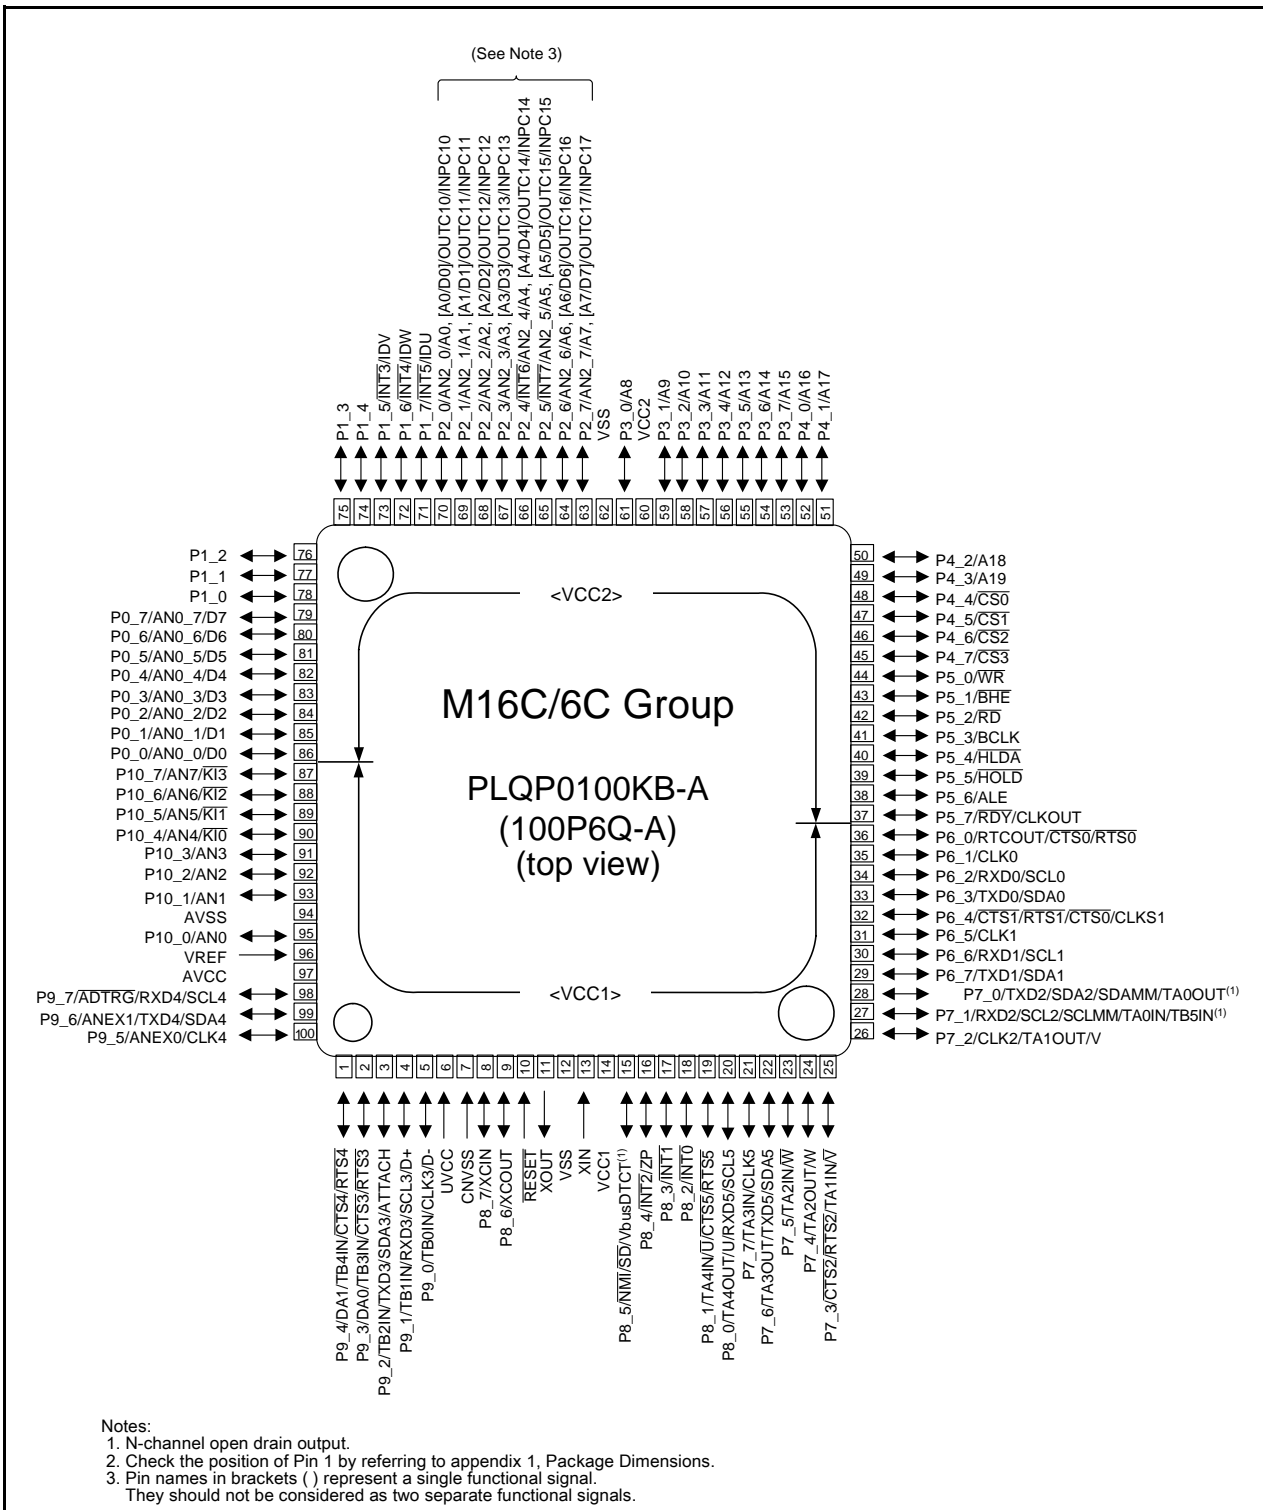 (See Note 3)
P1_3
P1_4
P1_5/INT3/IDV
P1_6/INT4/IDW
P1_7/INT5/IDU
P2_0/AN2_0/A0, [A0/D0]/OUTC10/INPC10
P2_1/AN2_1/A1, [A1/D1]/OUTC11/INPC11
P2_2/AN2_2/A2, [A2/D2]/OUTC12/INPC12
P2_3/AN2_3/A3, [A3/D3]/OUTC13/INPC13
P2_4/INT6/AN2_4/A4, [A4/D4]/OUTC14/INPC14
P2_5/INT7/AN2_5/A5, [A5/D5]/OUTC15/INPC15
P2_6/AN2_6/A6, [A6/D6]/OUTC16/INPC16
P2_7/AN2_7/A7, [A7/D7]/OUTC17/INPC17
VSS
P3_0/A8
VCC2
P3_1/A9
P3_2/A10
P3_3/A11
P3_4/A12
P3_5/A13
P3_6/A14
P3_7/A15
P4_0/A16
P4_1/A17
75 74 73 72 71 70 69 68 67 66 65 64 63 62 61 60 59 58 57 56 55 54 53 52 51
P1_2 76
P1_1 77
P1_0 78
P0_7/AN0_7/D7 79
P0_6/AN0_6/D6 80
P0_5/AN0_5/D5 81
P0_4/AN0_4/D4 82
P0_3/AN0_3/D3 83
P0_2/AN0_2/D2 84
P0_1/AN0_1/D1 85
P0_0/AN0_0/D0 86
P10_7/AN7/KI3 87
P10_6/AN6/KI2 88
P10_5/AN5/KI1 89
P10_4/AN4/KI0 90
P10_3/AN3 91
P10_2/AN2 92
P10_1/AN1 93
AVSS 94
P10_0/AN0 95
VREF 96
AVCC 97
P9_7/ADTRG/RXD4/SCL4 98
P9_6/ANEX1/TXD4/SDA4 99
P9_5/ANEX0/CLK4 100
<VCC2>
M16C/6C Group
PLQP0100KB-A
(100P6Q-A)
(top view)
<VCC1>
50 P4_2/A18
49 P4_3/A19
48 P4_4/CS0
47 P4_5/CS1
46 P4_6/CS2
45 P4_7/CS3
44 P5_0/WR
43 P5_1/BHE
42 P5_2/RD
41 P5_3/BCLK
40 P5_4/HLDA
39 P5_5/HOLD
38 P5_6/ALE
37 P5_7/RDY/CLKOUT
36 P6_0/RTCOUT/CTS0/RTS0
35 P6_1/CLK0
34 P6_2/RXD0/SCL0
33 P6_3/TXD0/SDA0
32 P6_4/CTS1/RTS1/CTS0/CLKS1
31 P6_5/CLK1
30 P6_6/RXD1/SCL1
29 P6_7/TXD1/SDA1
28 P7_0/TXD2/SDA2/SDAMM/TA0OUT(1)
27 P7_1/RXD2/SCL2/SCLMM/TA0IN/TB5IN(1)
26 P7_2/CLK2/TA1OUT/V
1 2 3 4 5 6 7 8 9 10 11 12 13 14 15 16 17 18 19 20 21 22 23 24 25
P9_4/DA1/TB4IN/CTS4/RTS4
P9_3/DA0/TB3IN/CTS3/RTS3
P9_2/TB2IN/TXD3/SDA3/ATTACH
P9_1/TB1IN/RXD3/SCL3/D+
P9_0/TB0IN/CLK3/D-
UVCC
CNVSS
P8_7/XCIN
P8_6/XCOUT
RESET
XOUT
VSS
XIN
VCC1
P8_5/NMI/SD/VbusDTCT(1)
P8_4/INT2/ZP
P8_3/INT1
P8_2/INT0
P8_1/TA4IN/U/CTS5/RTS5
P8_0/TA4OUT/U/RXD5/SCL5
P7_7/TA3IN/CLK5
P7_6/TA3OUT/TXD5/SDA5
P7_5/TA2IN/W
P7_4/TA2OUT/W
P7_3/CTS2/RTS2/TA1IN/V
Notes:
1. N-channel open drain output.
2. Check the position of Pin 1 by referring to appendix 1, Package Dimensions.
3. Pin names in brackets ( ) represent a single functional signal.
They should not be considered as two separate functional signals.